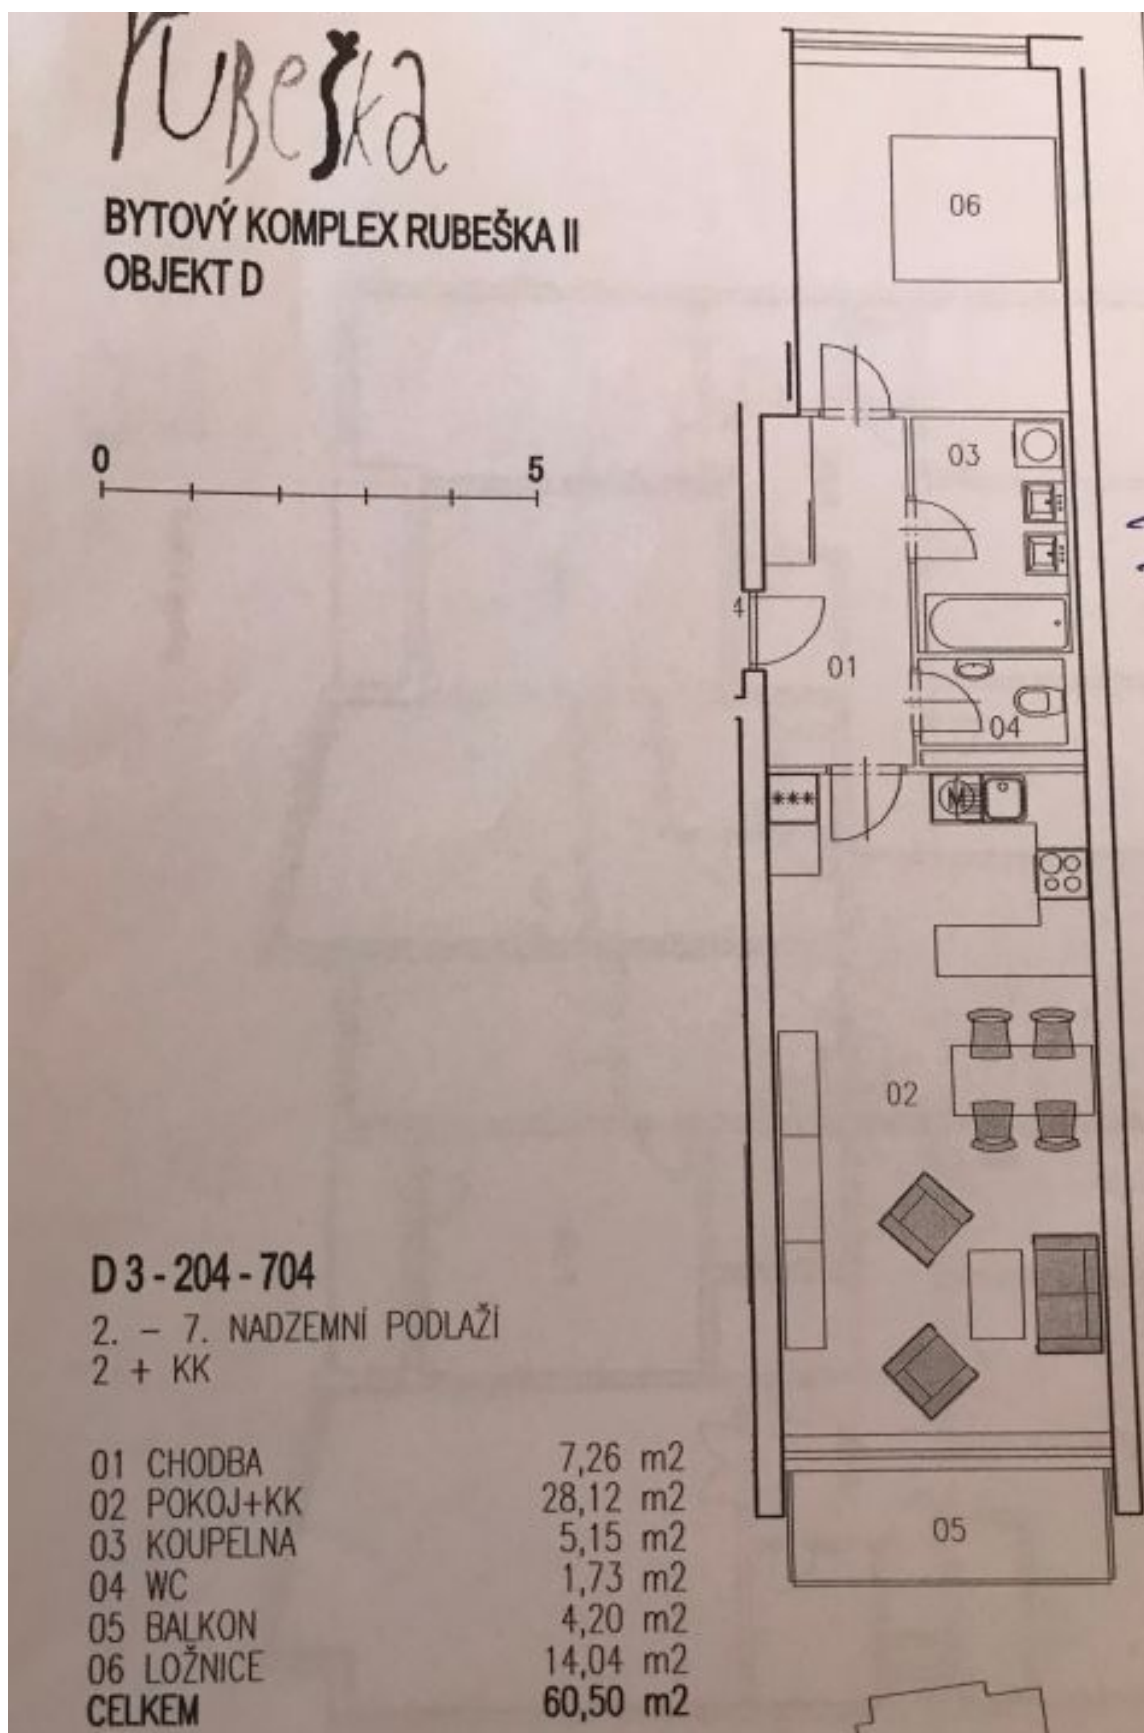 rubeška
BYTOVÝ KOMPLEX RUBEŠKA II
OBJEKT D
0 5
06
03
4
01
04
***
M
02
05
D 3 - 204 - 704
2. – 7. NADZEMNÍ PODLAŽÍ
2 + KK
01 CHODBA 7,26 m2
02 POKOJ+KK 28,12 m2
03 KOUPELNA 5,15 m2
04 WC 1,73 m2
05 BALKON 4,20 m2
06 LOŽNICE 14,04 m2
CELKEM 60,50 m2